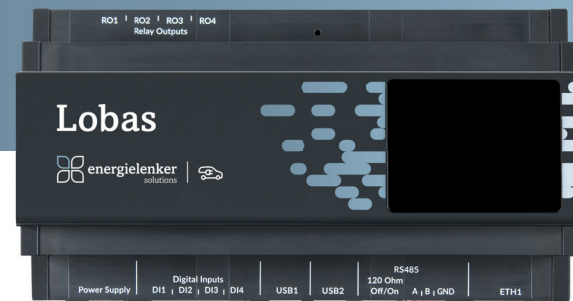 RO1 RO2 RO3 RO4
Relay Outputs
Lobas
energielenker
solutions
RS485
Digital Inputs
120 Ohm
Power Supply DI1 DI2 DI3 DI4 USB1 USB2 Off/On A B GND ETH1